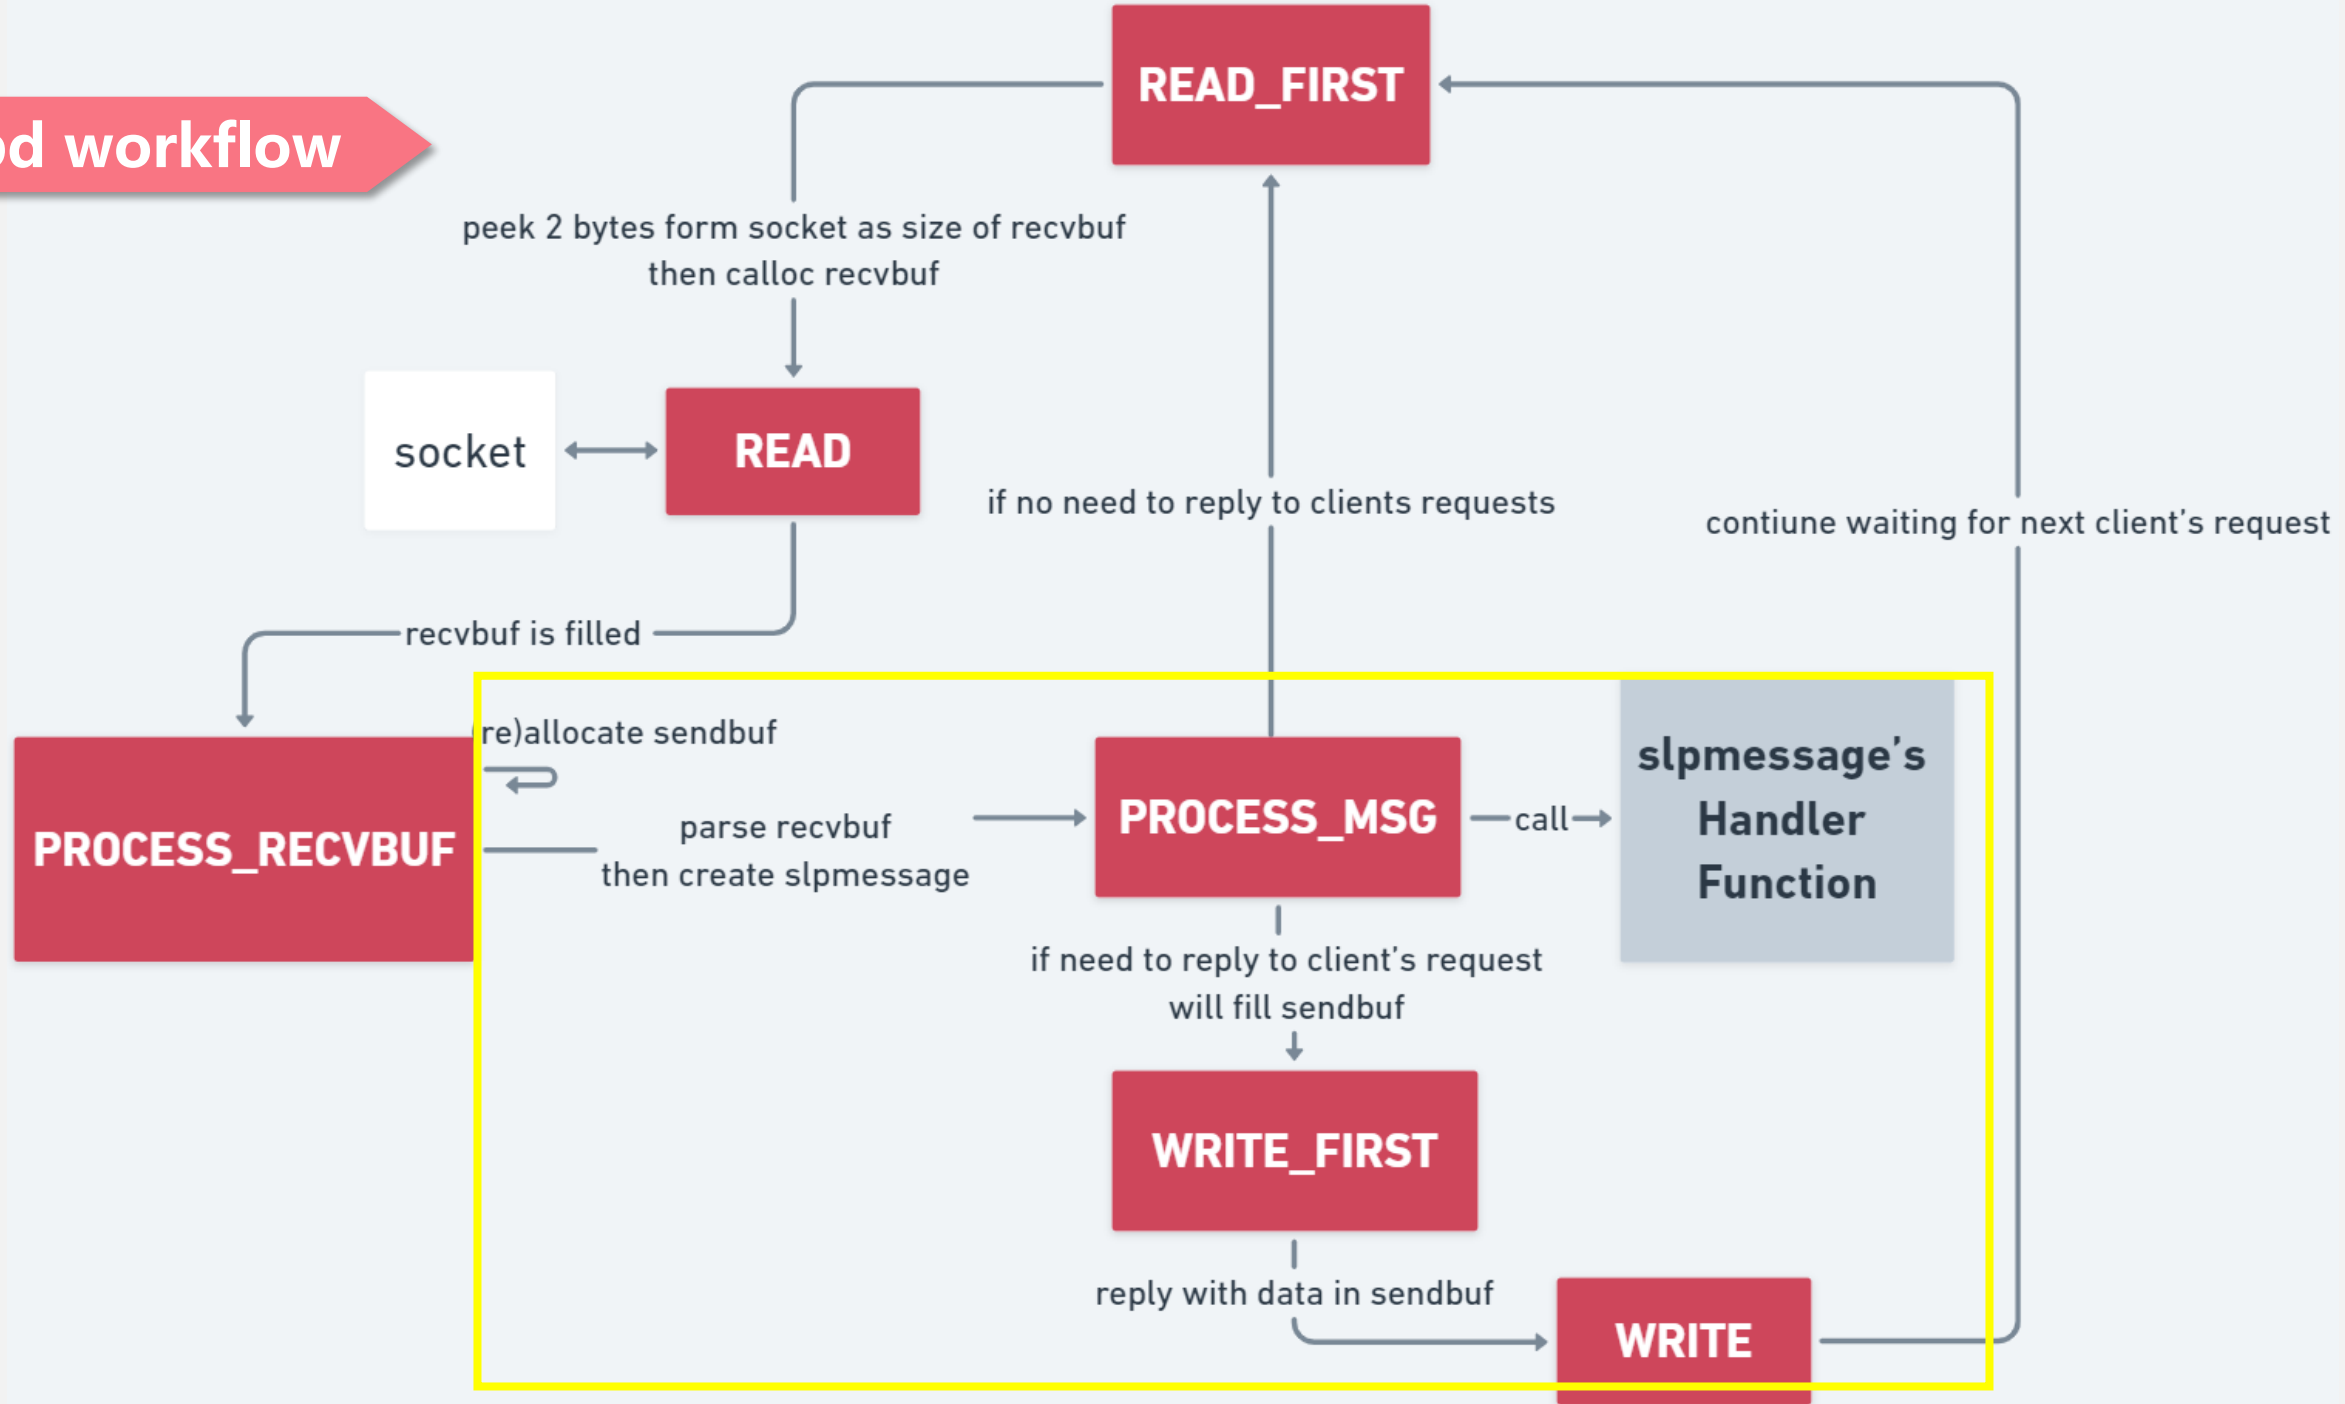 READ_FIRST
workflow
peek 2 bytes form socket as size of recvbuf
then calloc recvbuf
socket
READ
if no need to reply to clients requests
contiune waiting for next client's request
recvbuf is filled
re)allocate sendbuf
PROCESS_RECVBUF
parse recvbuf
then create slpmessage
PROCESS_MSG
call
slpmessage's
Handler
Function
if need to reply to client's request
will fill sendbuf
WRITE_FIRST
reply with data in sendbuf
WRITE